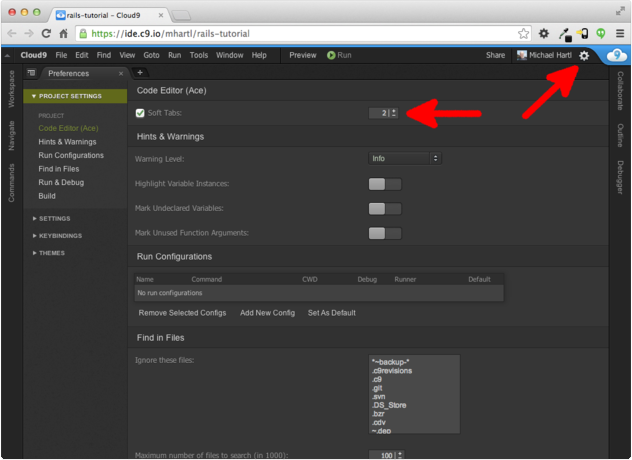 rails-tutorial - Cloud9
https://ide.c9.io/mhartl/rails-tutorial
Cloud9 File Edit Find View Goto Run Tools Window Help Preview Run Share Michael Hartl
Workspace
Navigate
Commands
Collaborate
Outline
Debugger
Preferences
PROJECT SETTINGS
PROJECT
Code Editor (Ace)
Hints & Warnings
Run Configurations
Find in Files
Run & Debug
Build
SETTINGS
KEYBINDINGS
THEMES
Code Editor (Ace)
Soft Tabs: 2
Hints & Warnings
Warning Level: Info
Highlight Variable Instances:
Mark Undeclared Variables:
Mark Unused Function Arguments:
Run Configurations
Name Command CWD Debug Runner Default
No run configurations
Remove Selected Configs Add New Config Set As Default
Find in Files
Ignore these files:
*~backup-*
.c9revisions
.c9
.git
.svn
.DS_Store
.bzr
.cdv
~.dep
Maximum number of files to search (in 1000): 100